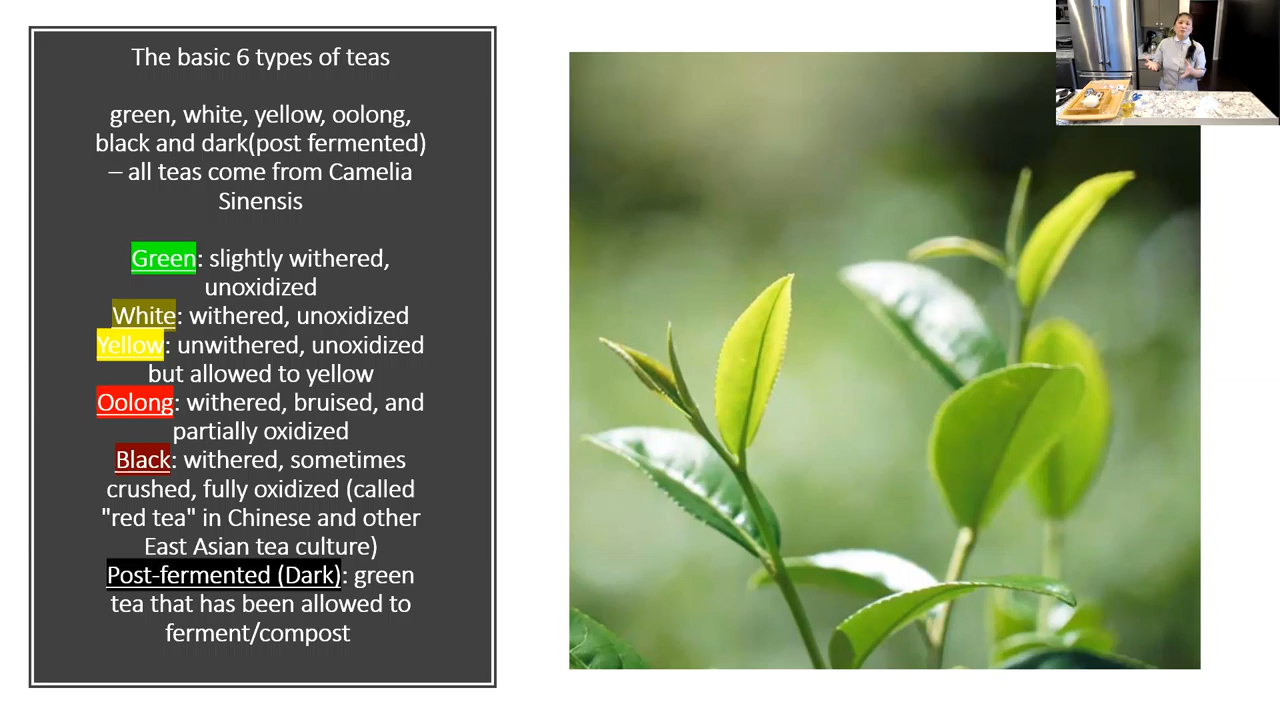 The basic 6 types of teas
green, white, yellow, oolong,
black and dark(post fermented)
– all teas come from Camelia
Sinensis
Green: slightly withered,
unoxidized
White: withered, unoxidized
Yellow: unwithered, unoxidized
but allowed to yellow
Oolong: withered, bruised, and
partially oxidized
Black: withered, sometimes
crushed, fully oxidized (called
"red tea" in Chinese and other
East Asian tea culture)
Post-fermented (Dark): green
tea that has been allowed to
ferment/compost